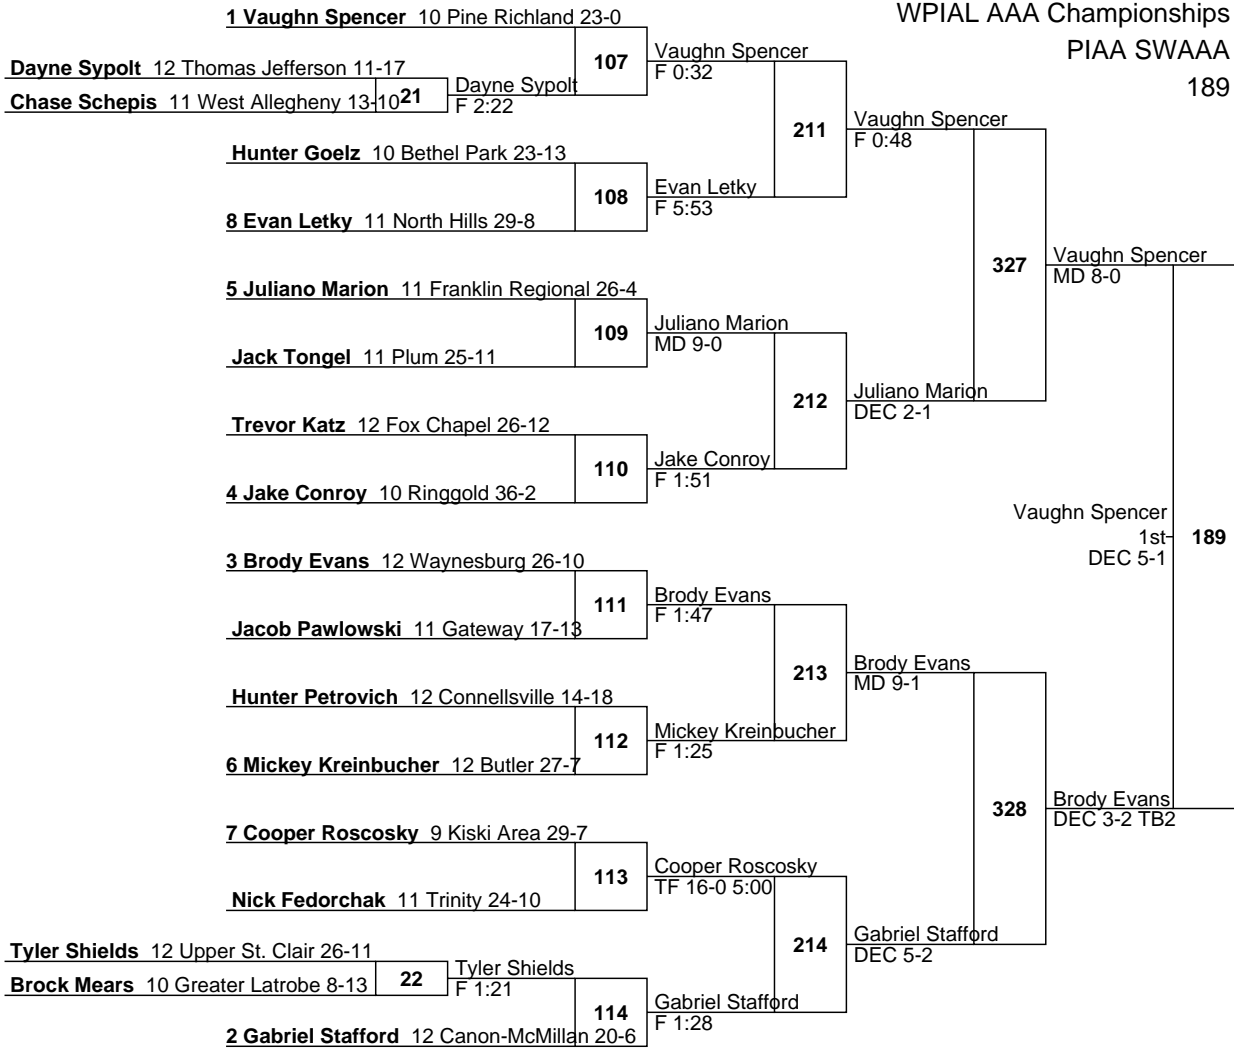 WPIAL AAA Championships
PIAA SWAAA
189
1 Vaughn Spencer 10 Pine Richland 23-0
107
Vaughn Spencer
F 0:32
Dayne Sypolt 12 Thomas Jefferson 11-17
21
Dayne Sypolt
F 2:22
Chase Schepis 11 West Allegheny 13-10
211
Vaughn Spencer
F 0:48
Hunter Goelz 10 Bethel Park 23-13
108
Evan Letky
F 5:53
8 Evan Letky 11 North Hills 29-8
327
Vaughn Spencer
MD 8-0
5 Juliano Marion 11 Franklin Regional 26-4
109
Juliano Marion
MD 9-0
Jack Tongel 11 Plum 25-11
212
Juliano Marion
DEC 2-1
Trevor Katz 12 Fox Chapel 26-12
110
Jake Conroy
F 1:51
4 Jake Conroy 10 Ringgold 36-2
Vaughn Spencer
1st
DEC 5-1
189
3 Brody Evans 12 Waynesburg 26-10
111
Brody Evans
F 1:47
Jacob Pawlowski 11 Gateway 17-13
213
Brody Evans
MD 9-1
Hunter Petrovich 12 Connellsville 14-18
112
Mickey Kreinbucher
F 1:25
6 Mickey Kreinbucher 12 Butler 27-7
328
Brody Evans
DEC 3-2 TB2
7 Cooper Roscosky 9 Kiski Area 29-7
113
Cooper Roscosky
TF 16-0 5:00
Nick Fedorchak 11 Trinity 24-10
214
Gabriel Stafford
DEC 5-2
Tyler Shields 12 Upper St. Clair 26-11
22
Tyler Shields
F 1:21
Brock Mears 10 Greater Latrobe 8-13
114
Gabriel Stafford
F 1:28
2 Gabriel Stafford 12 Canon-McMillan 20-6